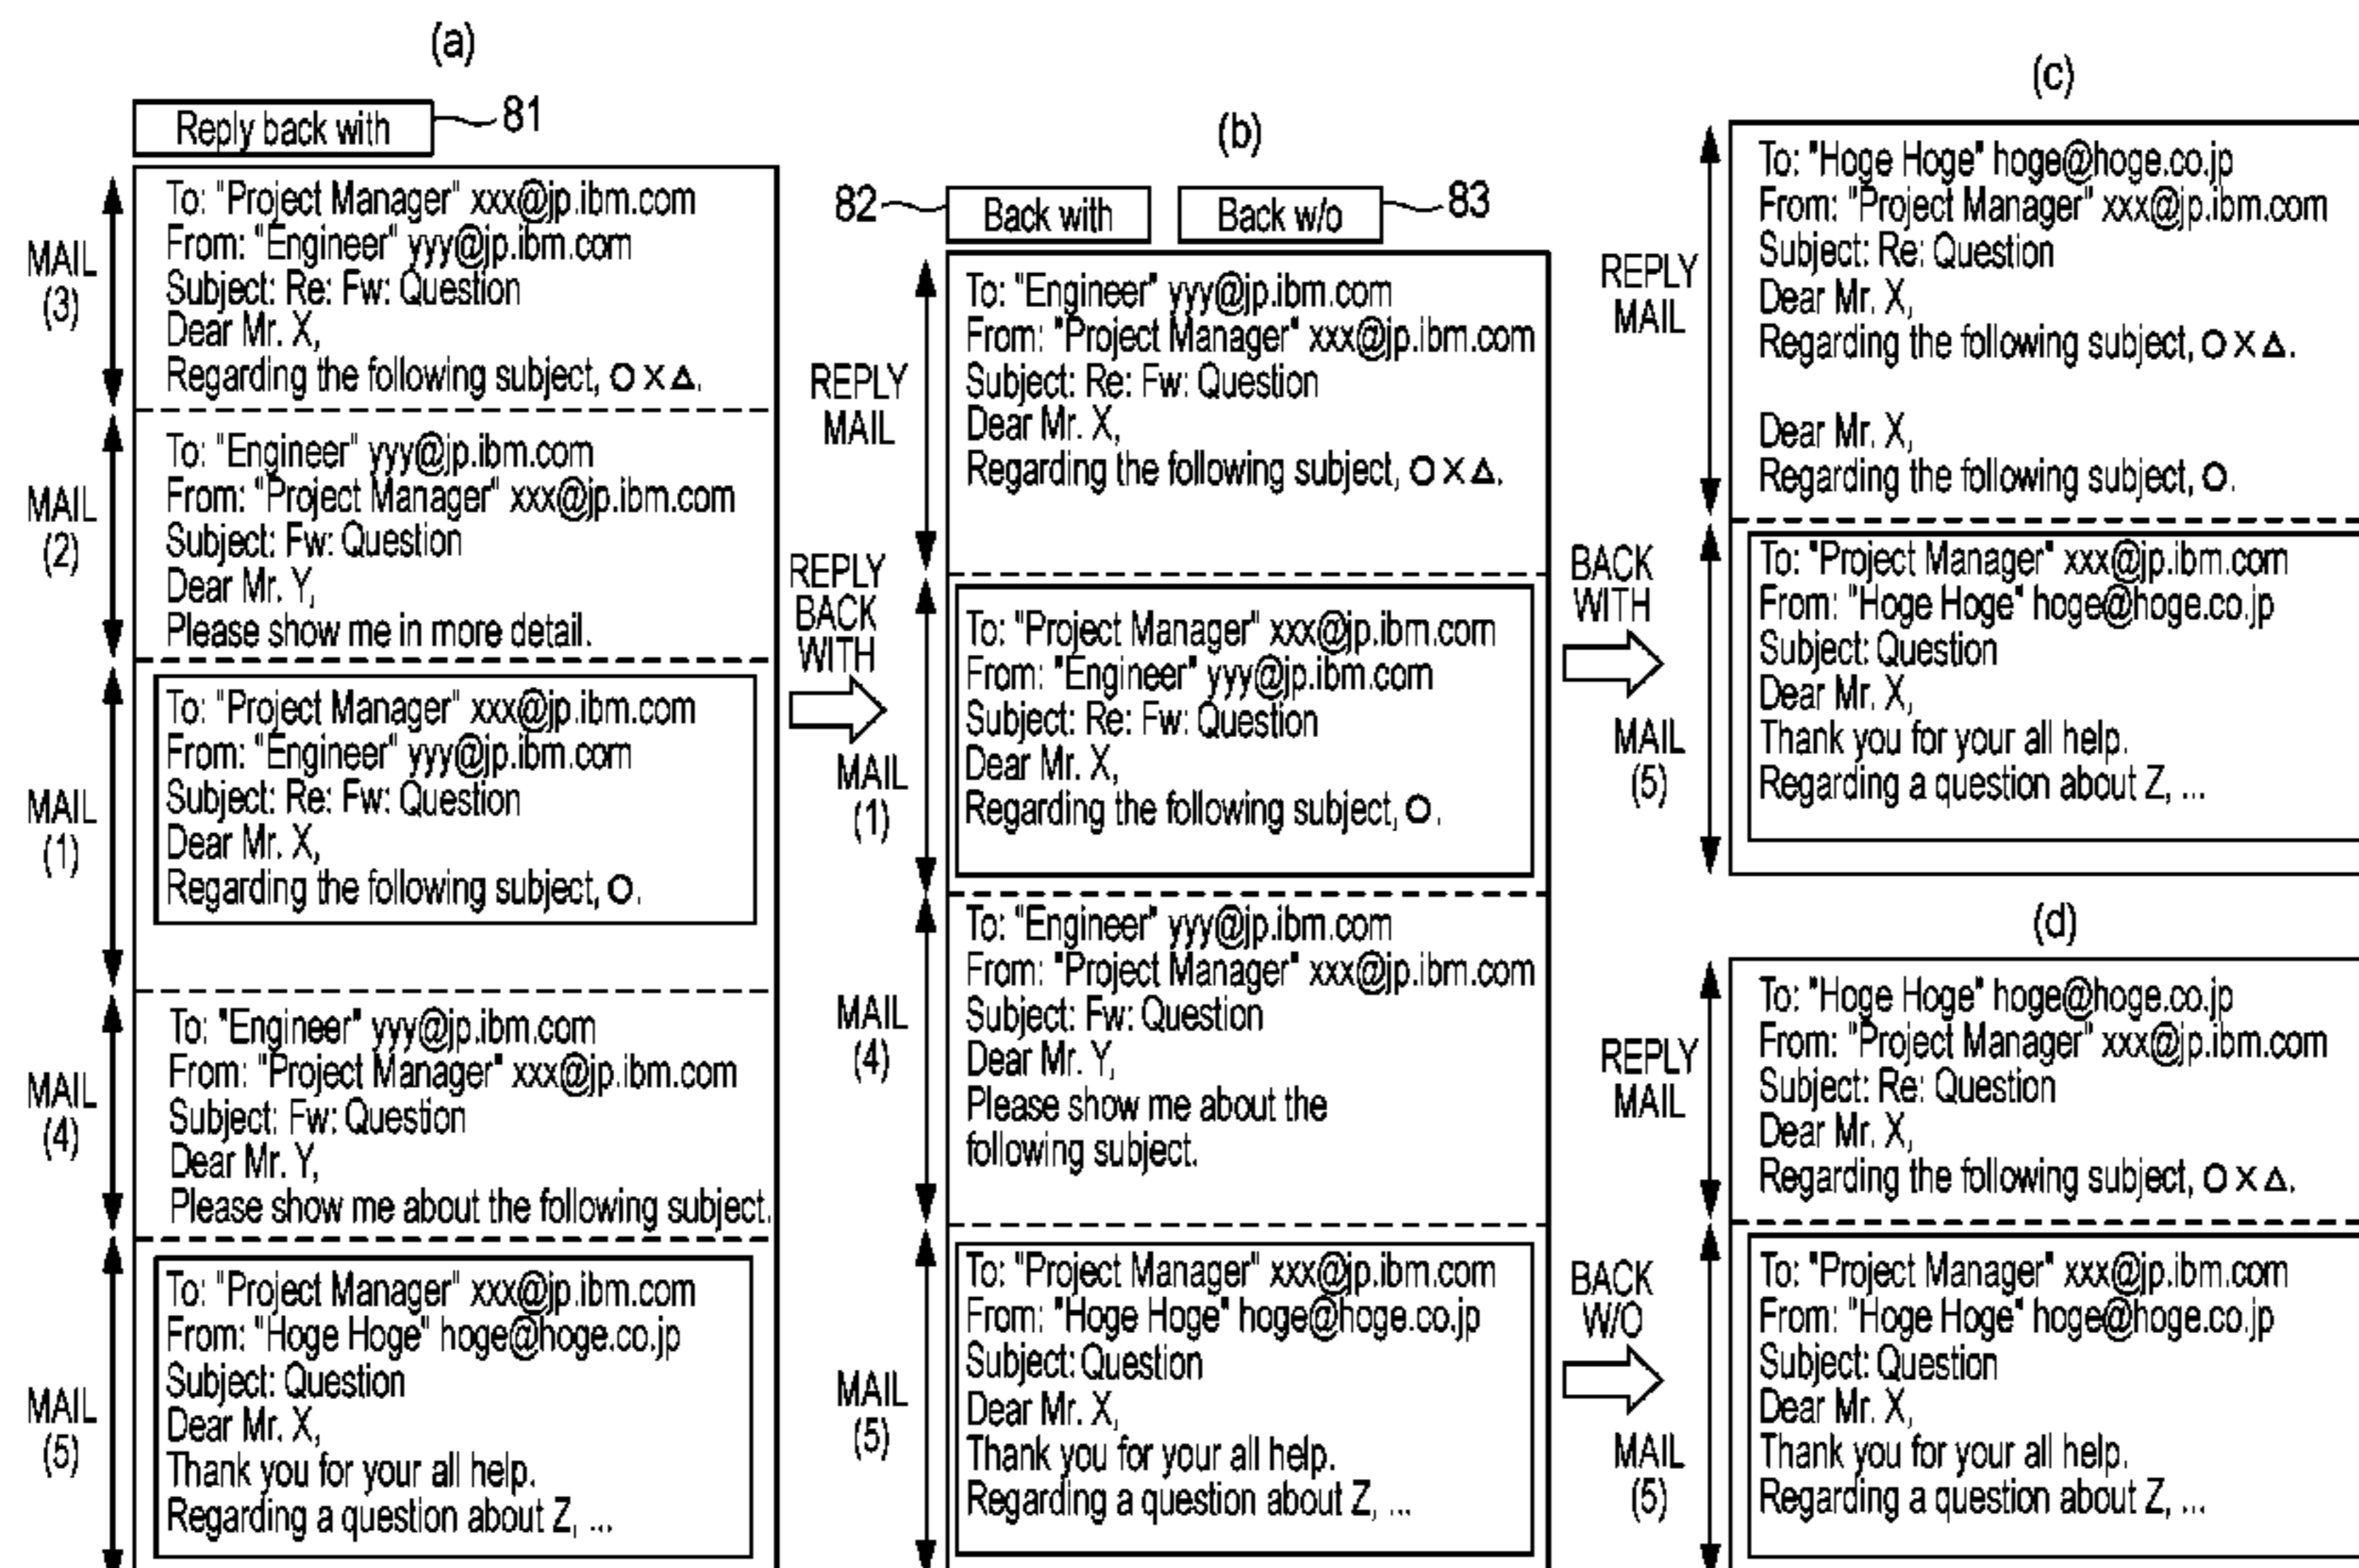 (a)
Reply back with
81
MAIL
(3)
To: "Project Manager" xxx@jp.ibm.com
From: "Engineer" yyy@jp.ibm.com
Subject: Re: Fw: Question
Dear Mr. X,
Regarding the following subject, O X Δ.
MAIL
(2)
To: "Engineer" yyy@jp.ibm.com
From: "Project Manager" xxx@jp.ibm.com
Subject: Fw: Question
Dear Mr. Y,
Please show me in more detail.
MAIL
(1)
To: "Project Manager" xxx@jp.ibm.com
From: "Engineer" yyy@jp.ibm.com
Subject: Re: Fw: Question
Dear Mr. X,
Regarding the following subject, O.
MAIL
(4)
To: "Engineer" yyy@jp.ibm.com
From: "Project Manager" xxx@jp.ibm.com
Subject: Fw: Question
Dear Mr. Y,
Please show me about the following subject.
MAIL
(5)
To: "Project Manager" xxx@jp.ibm.com
From: "Hoge Hoge" hoge@hoge.co.jp
Subject: Question
Dear Mr. X,
Thank you for your all help.
Regarding a question about Z, ...
REPLY
BACK
WITH
(b)
82
Back with
Back w/o
83
REPLY
MAIL
To: "Engineer" yyy@jp.ibm.com
From: "Project Manager" xxx@jp.ibm.com
Subject: Re: Fw: Question
Dear Mr. X,
Regarding the following subject, O X Δ.
MAIL
(1)
To: "Project Manager" xxx@jp.ibm.com
From: "Engineer" yyy@jp.ibm.com
Subject: Re: Fw: Question
Dear Mr. X,
Regarding the following subject, O.
MAIL
(4)
To: "Engineer" yyy@jp.ibm.com
From: "Project Manager" xxx@jp.ibm.com
Subject: Fw: Question
Dear Mr. Y,
Please show me about the
following subject.
MAIL
(5)
To: "Project Manager" xxx@jp.ibm.com
From: "Hoge Hoge" hoge@hoge.co.jp
Subject: Question
Dear Mr. X,
Thank you for your all help.
Regarding a question about Z, ...
BACK
WITH
(c)
REPLY
MAIL
To: "Hoge Hoge" hoge@hoge.co.jp
From: "Project Manager" xxx@jp.ibm.com
Subject: Re: Question
Dear Mr. X,
Regarding the following subject, O X Δ.
Dear Mr. X,
Regarding the following subject, O.
MAIL
(5)
To: "Project Manager" xxx@jp.ibm.com
From: "Hoge Hoge" hoge@hoge.co.jp
Subject: Question
Dear Mr. X,
Thank you for your all help.
Regarding a question about Z, ...
BACK
W/O
(d)
REPLY
MAIL
To: "Hoge Hoge" hoge@hoge.co.jp
From: "Project Manager" xxx@jp.ibm.com
Subject: Re: Question
Dear Mr. X,
Regarding the following subject, O X Δ.
MAIL
(5)
To: "Project Manager" xxx@jp.ibm.com
From: "Hoge Hoge" hoge@hoge.co.jp
Subject: Question
Dear Mr. X,
Thank you for your all help.
Regarding a question about Z, ...